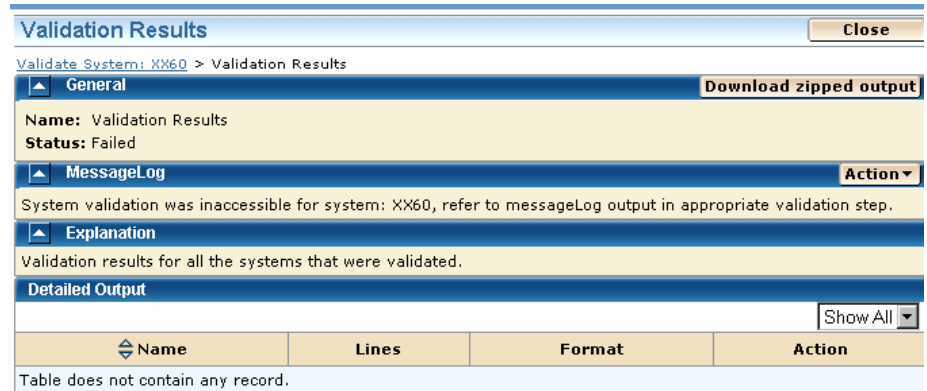 Validation Results
Close
Validate System: XX60 > Validation Results
General
Download zipped output
Name: Validation Results
Status: Failed
MessageLog
Action
System validation was inaccessible for system: XX60, refer to messageLog output in appropriate validation step.
Explanation
Validation results for all the systems that were validated.
Detailed Output
Show All
Name Lines Format Action
Table does not contain any record.